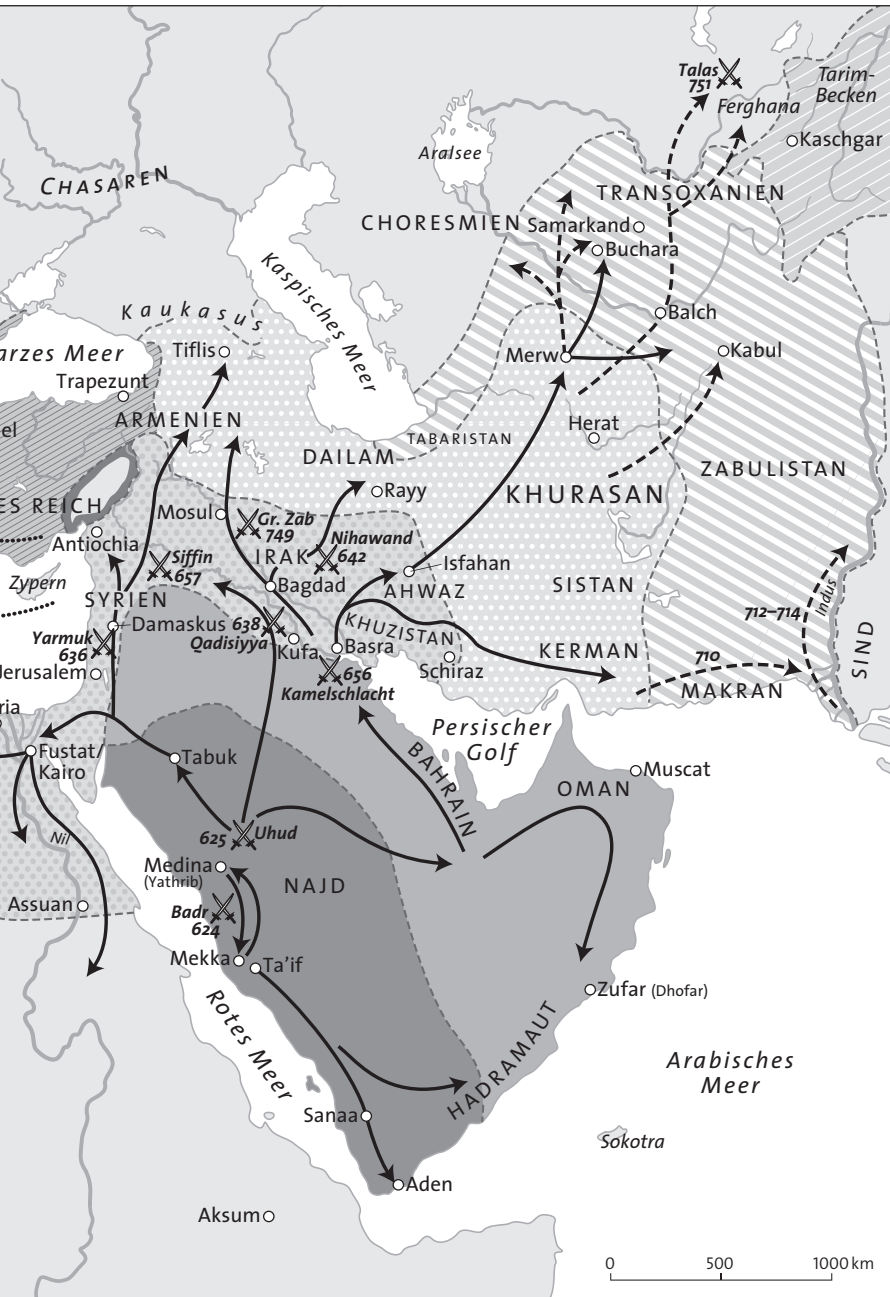 Talas
751
Tarim-
Becken
Ferghana
Kaschgar
Aralsee
CHASAREN
TRANSOXANIEN
CHORESMIEN
Samarkand
Buchara
Kaspisches Meer
Kaukasus
Balch
arzes Meer
Tiflis
Merw
Kabul
Trapezunt
ARMENIEN
Herat
el
TABARISTAN
DAILAM
ZABULISTAN
Rayy
KHURASAN
ES REICH
Mosul
Gr. Zab
749
Nihawand
642
Antiochia
Siffin
657
IRAK
Isfahan
Zypern
Bagdad
AHWAZ
SISTAN
SYRIEN
712–714
Indus
Damaskus
638
Qadisiyya
KHUZISTAN
Yarmuk
636
Kufa
Basra
KERMAN
SIND
Jerusalem
656
Kamelschlacht
Schiraz
710
MAKRAN
ria
Persischer
Golf
Fustat/
Kairo
Tabuk
BAHRAIN
Muscat
OMAN
Nil
625
Uhud
Medina
(Yathrib)
NAJD
Assuan
Badr
624
Mekka
Ta'if
Zufar (Dhofar)
Rotes Meer
HADRAMAUT
Arabisches
Meer
Sanaa
Sokotra
Aden
Aksum
0 500 1000 km